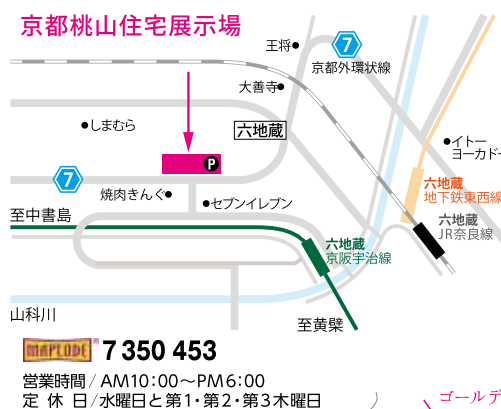 京都桃山住宅展示場
王将
7
京都外環状線
大善寺
しまむら
六地蔵
イトー
ヨーカドー
P
7
焼肉きんぐ
セブンイレブン
六地蔵
地下鉄東西線
至中書島
六地蔵
JR奈良線
六地蔵
京阪宇治線
山科川
至黄檗
MAPCODE
7 350 453
営業時間/AM10:00〜PM6:00
定 休 日/水曜日と第1・第2・第3木曜日
)
ゴールデ